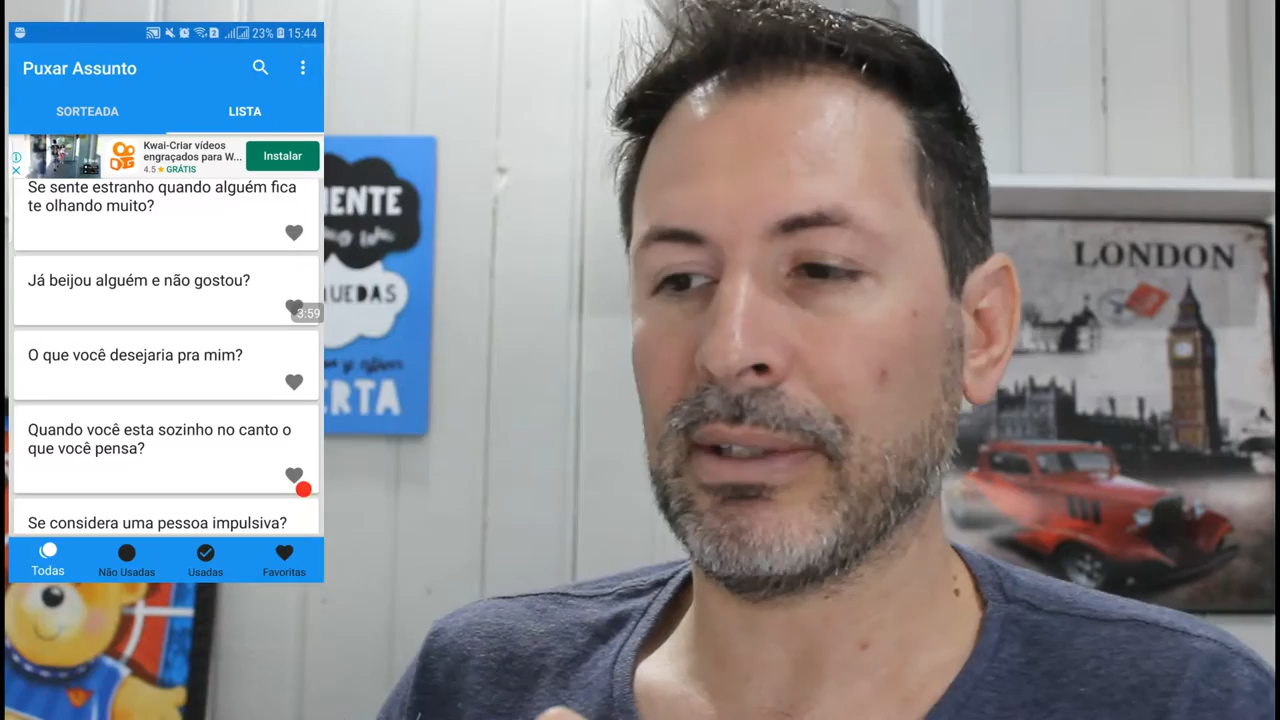 23% 15:44
Puxar Assunto
SORTEADA LISTA
Kwai-Criar vídeos
engraçados para W...
4.5★ GRÁTIS
Instalar
Se sente estranho quando alguém fica
te olhando muito?
Já beijou alguém e não gostou?
3:59
O que você desejaria pra mim?
Quando você esta sozinho no canto o
que você pensa?
Se considera uma pessoa impulsiva?
Todas Não Usadas Usadas Favoritas
LONDON